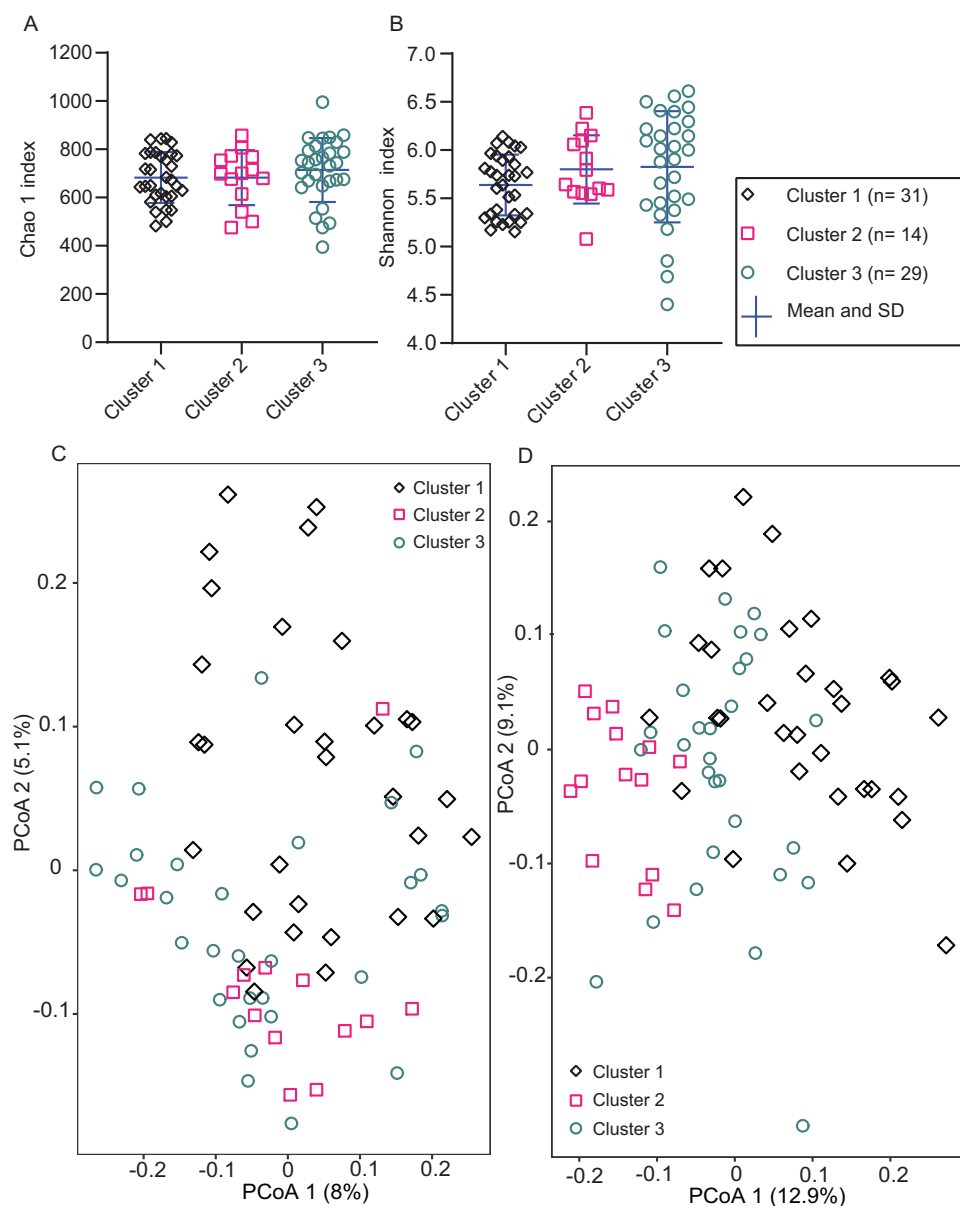 A
1200
1000
800
600
400
200
0
Chao 1 index
Cluster 1
Cluster 2
Cluster 3
B
7.0
6.5
6.0
5.5
5.0
4.5
4.0
Shannon index
Cluster 1
Cluster 2
Cluster 3
Cluster 1 (n= 31)
Cluster 2 (n= 14)
Cluster 3 (n= 29)
Mean and SD
C
Cluster 1
Cluster 2
Cluster 3
0.2
0.1
0
-0.1
PCoA 2 (5.1%)
-0.2
-0.1
0
0.1
0.2
PCoA 1 (8%)
D
0.2
0.1
0
-0.1
-0.2
PCoA 2 (9.1%)
Cluster 1
Cluster 2
Cluster 3
-0.2
-0.1
0
0.1
0.2
PCoA 1 (12.9%)